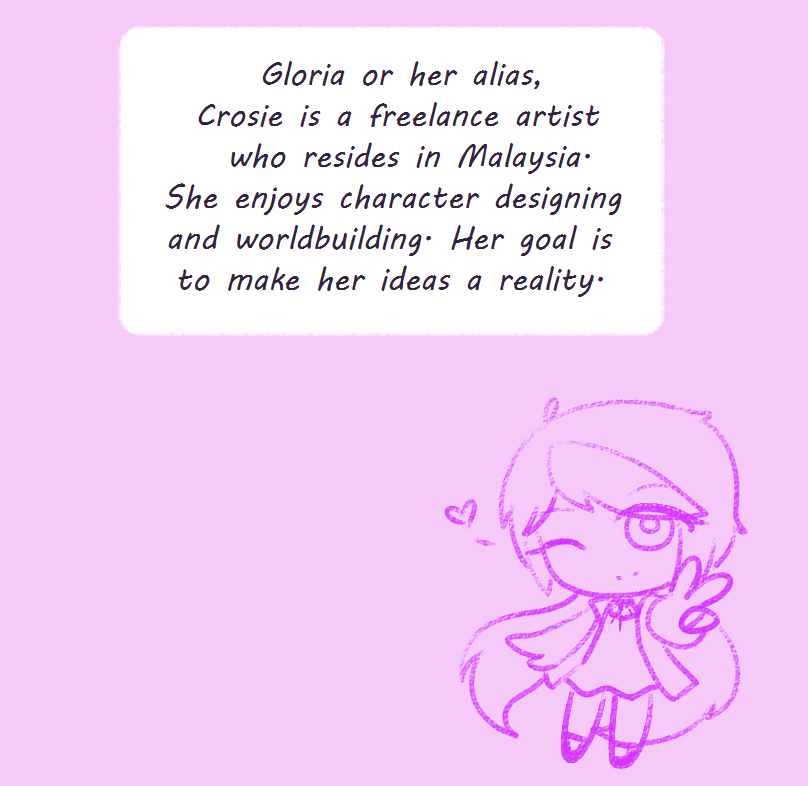 Gloria or her alias,
Crosie is a freelance artist
who resides in Malaysia.
She enjoys character designing
and worldbuilding. Her goal is
to make her ideas a reality.